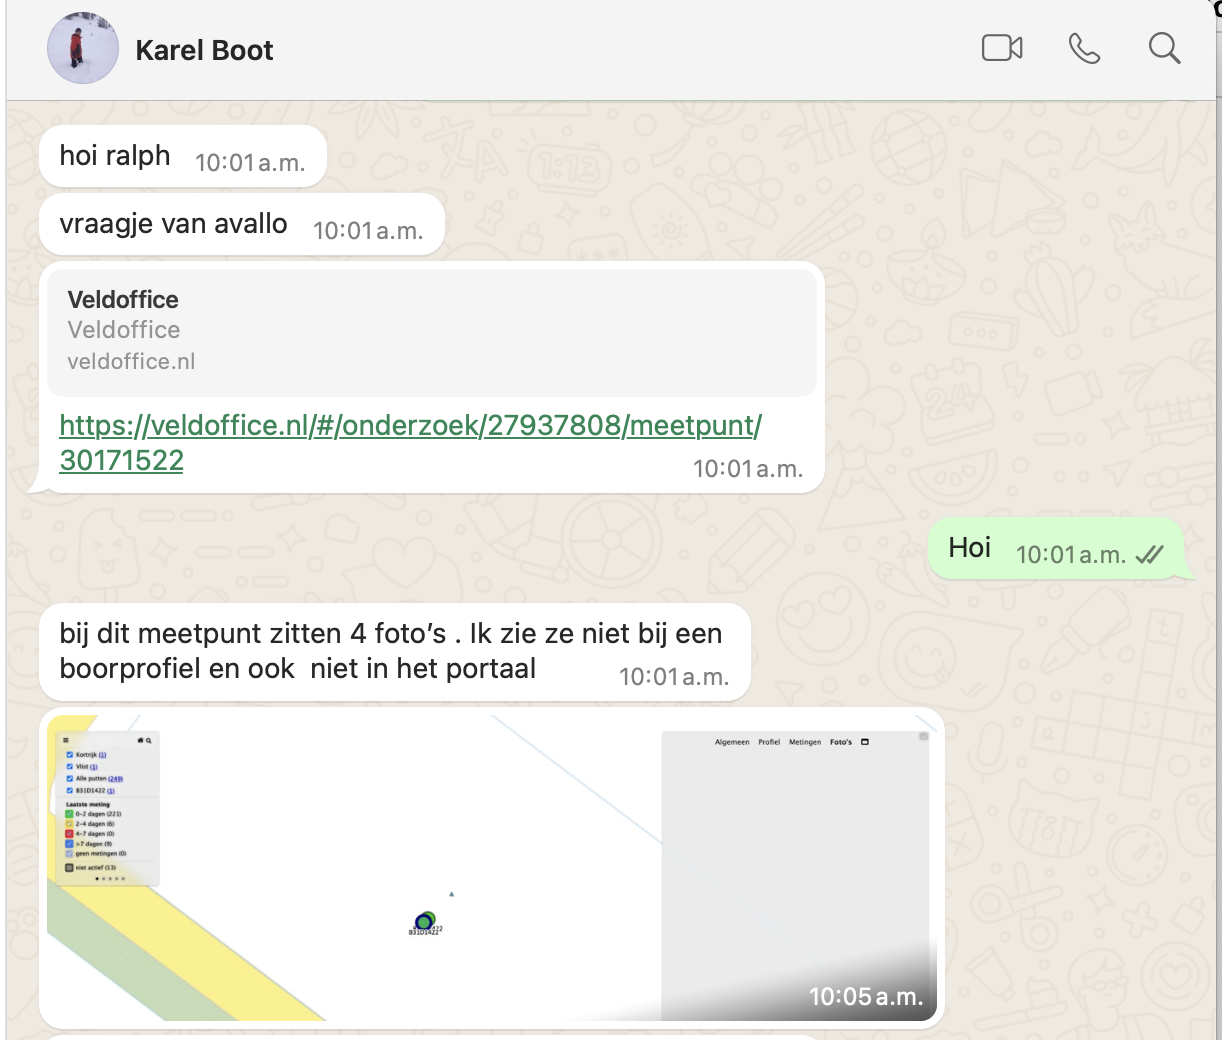 Karel Boot
hoi ralph 10:01 a.m.
vraagje van avallo 10:01 a.m.
Veldoffice
Veldoffice
veldoffice.nl
https://veldoffice.nl/#/onderzoek/27937808/meetpunt/
30171522
10:01 a.m.
Hoi 10:01 a.m.
bij dit meetpunt zitten 4 foto's . Ik zie ze niet bij een
boorprofiel en ook  niet in het portaal 10:01 a.m.
Kortrijk (1)
Vlist (1)
Alle putten (249)
B31D1422 (1)
Laatste meting
0-2 dagen (221)
2-4 dagen (6)
4-7 dagen (0)
>7 dagen (9)
geen metingen (0)
niet actief (13)
Algemeen Profiel Metingen Foto's
B31D1422
10:05 a.m.